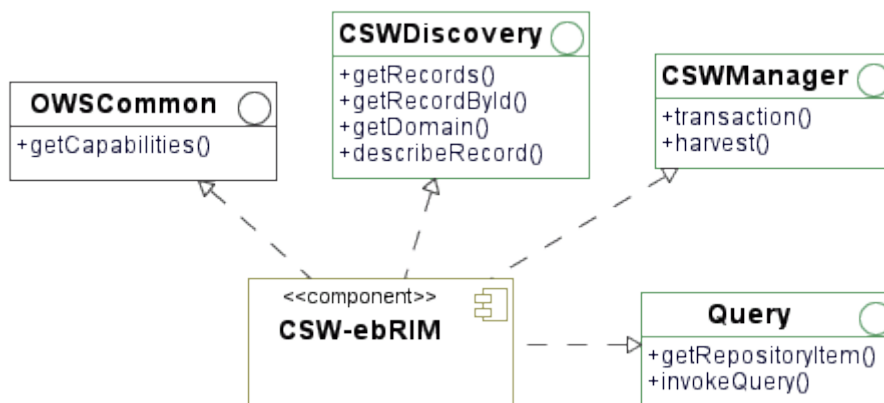 CSWDiscovery
+getRecords()
+getRecordById()
+getDomain()
+describeRecord()
OWSCommon
+getCapabilities()
CSWManager
+transaction()
+harvest()
<<component>>
CSW-ebRIM
Query
+getRepositoryItem()
+invokeQuery()